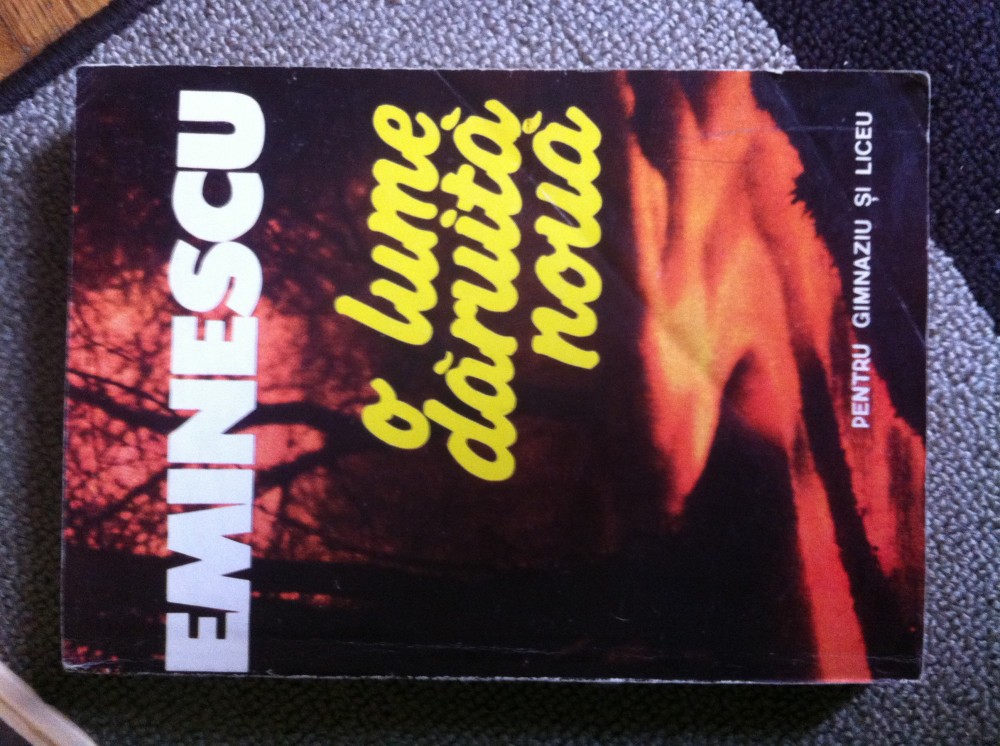 EMINESCU
o lume
dăruită
nouă
PENTRU GIMNAZIU ȘI LICEU